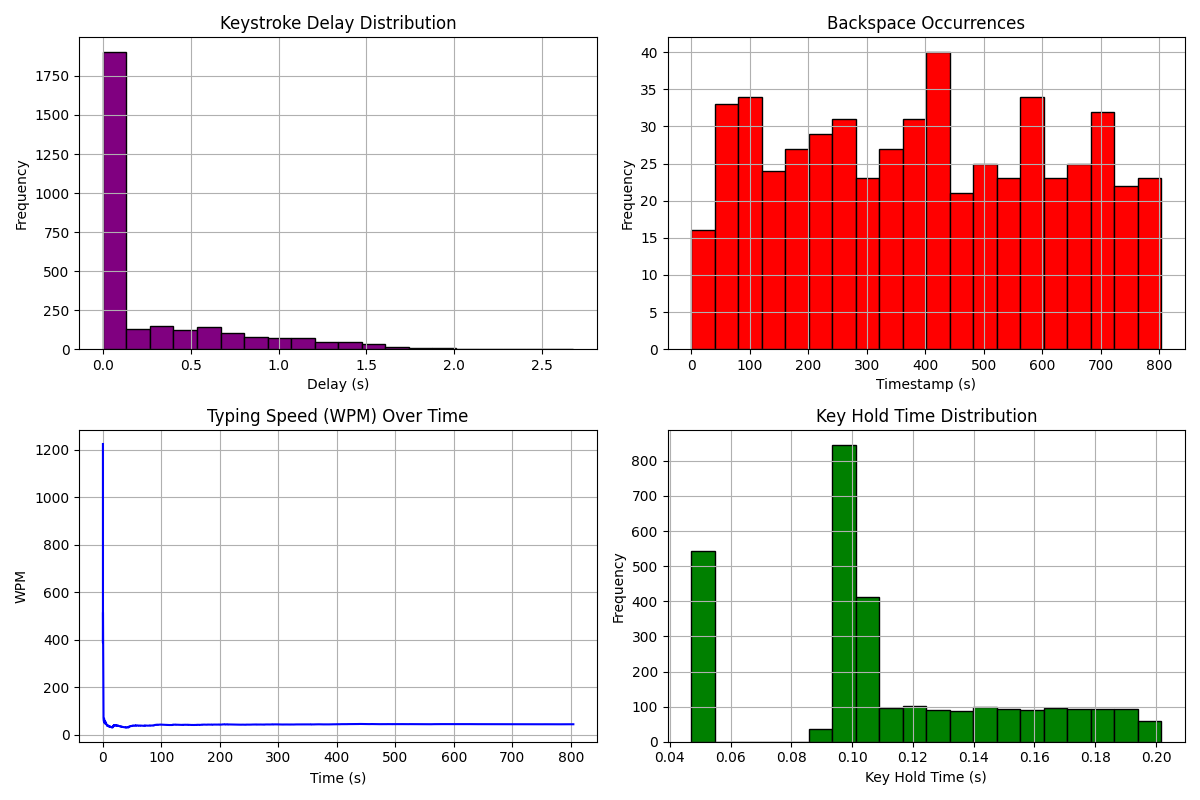 Keystroke Delay Distribution
Frequency
1750
1500
1250
1000
750
500
250
0
0.0 0.5 1.0 1.5 2.0 2.5
Delay (s)
Backspace Occurrences
Frequency
40
35
30
25
20
15
10
5
0
0 100 200 300 400 500 600 700 800
Timestamp (s)
Typing Speed (WPM) Over Time
WPM
1200
1000
800
600
400
200
0
0 100 200 300 400 500 600 700 800
Time (s)
Key Hold Time Distribution
Frequency
800
700
600
500
400
300
200
100
0
0.04 0.06 0.08 0.10 0.12 0.14 0.16 0.18 0.20
Key Hold Time (s)